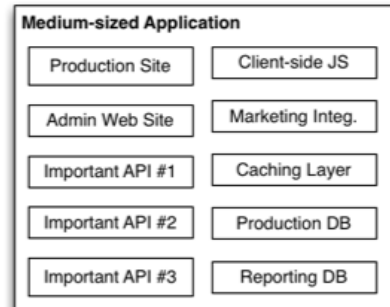 Medium-sized Application
Production Site
Client-side JS
Admin Web Site
Marketing Integ.
Important API #1
Caching Layer
Important API #2
Production DB
Important API #3
Reporting DB